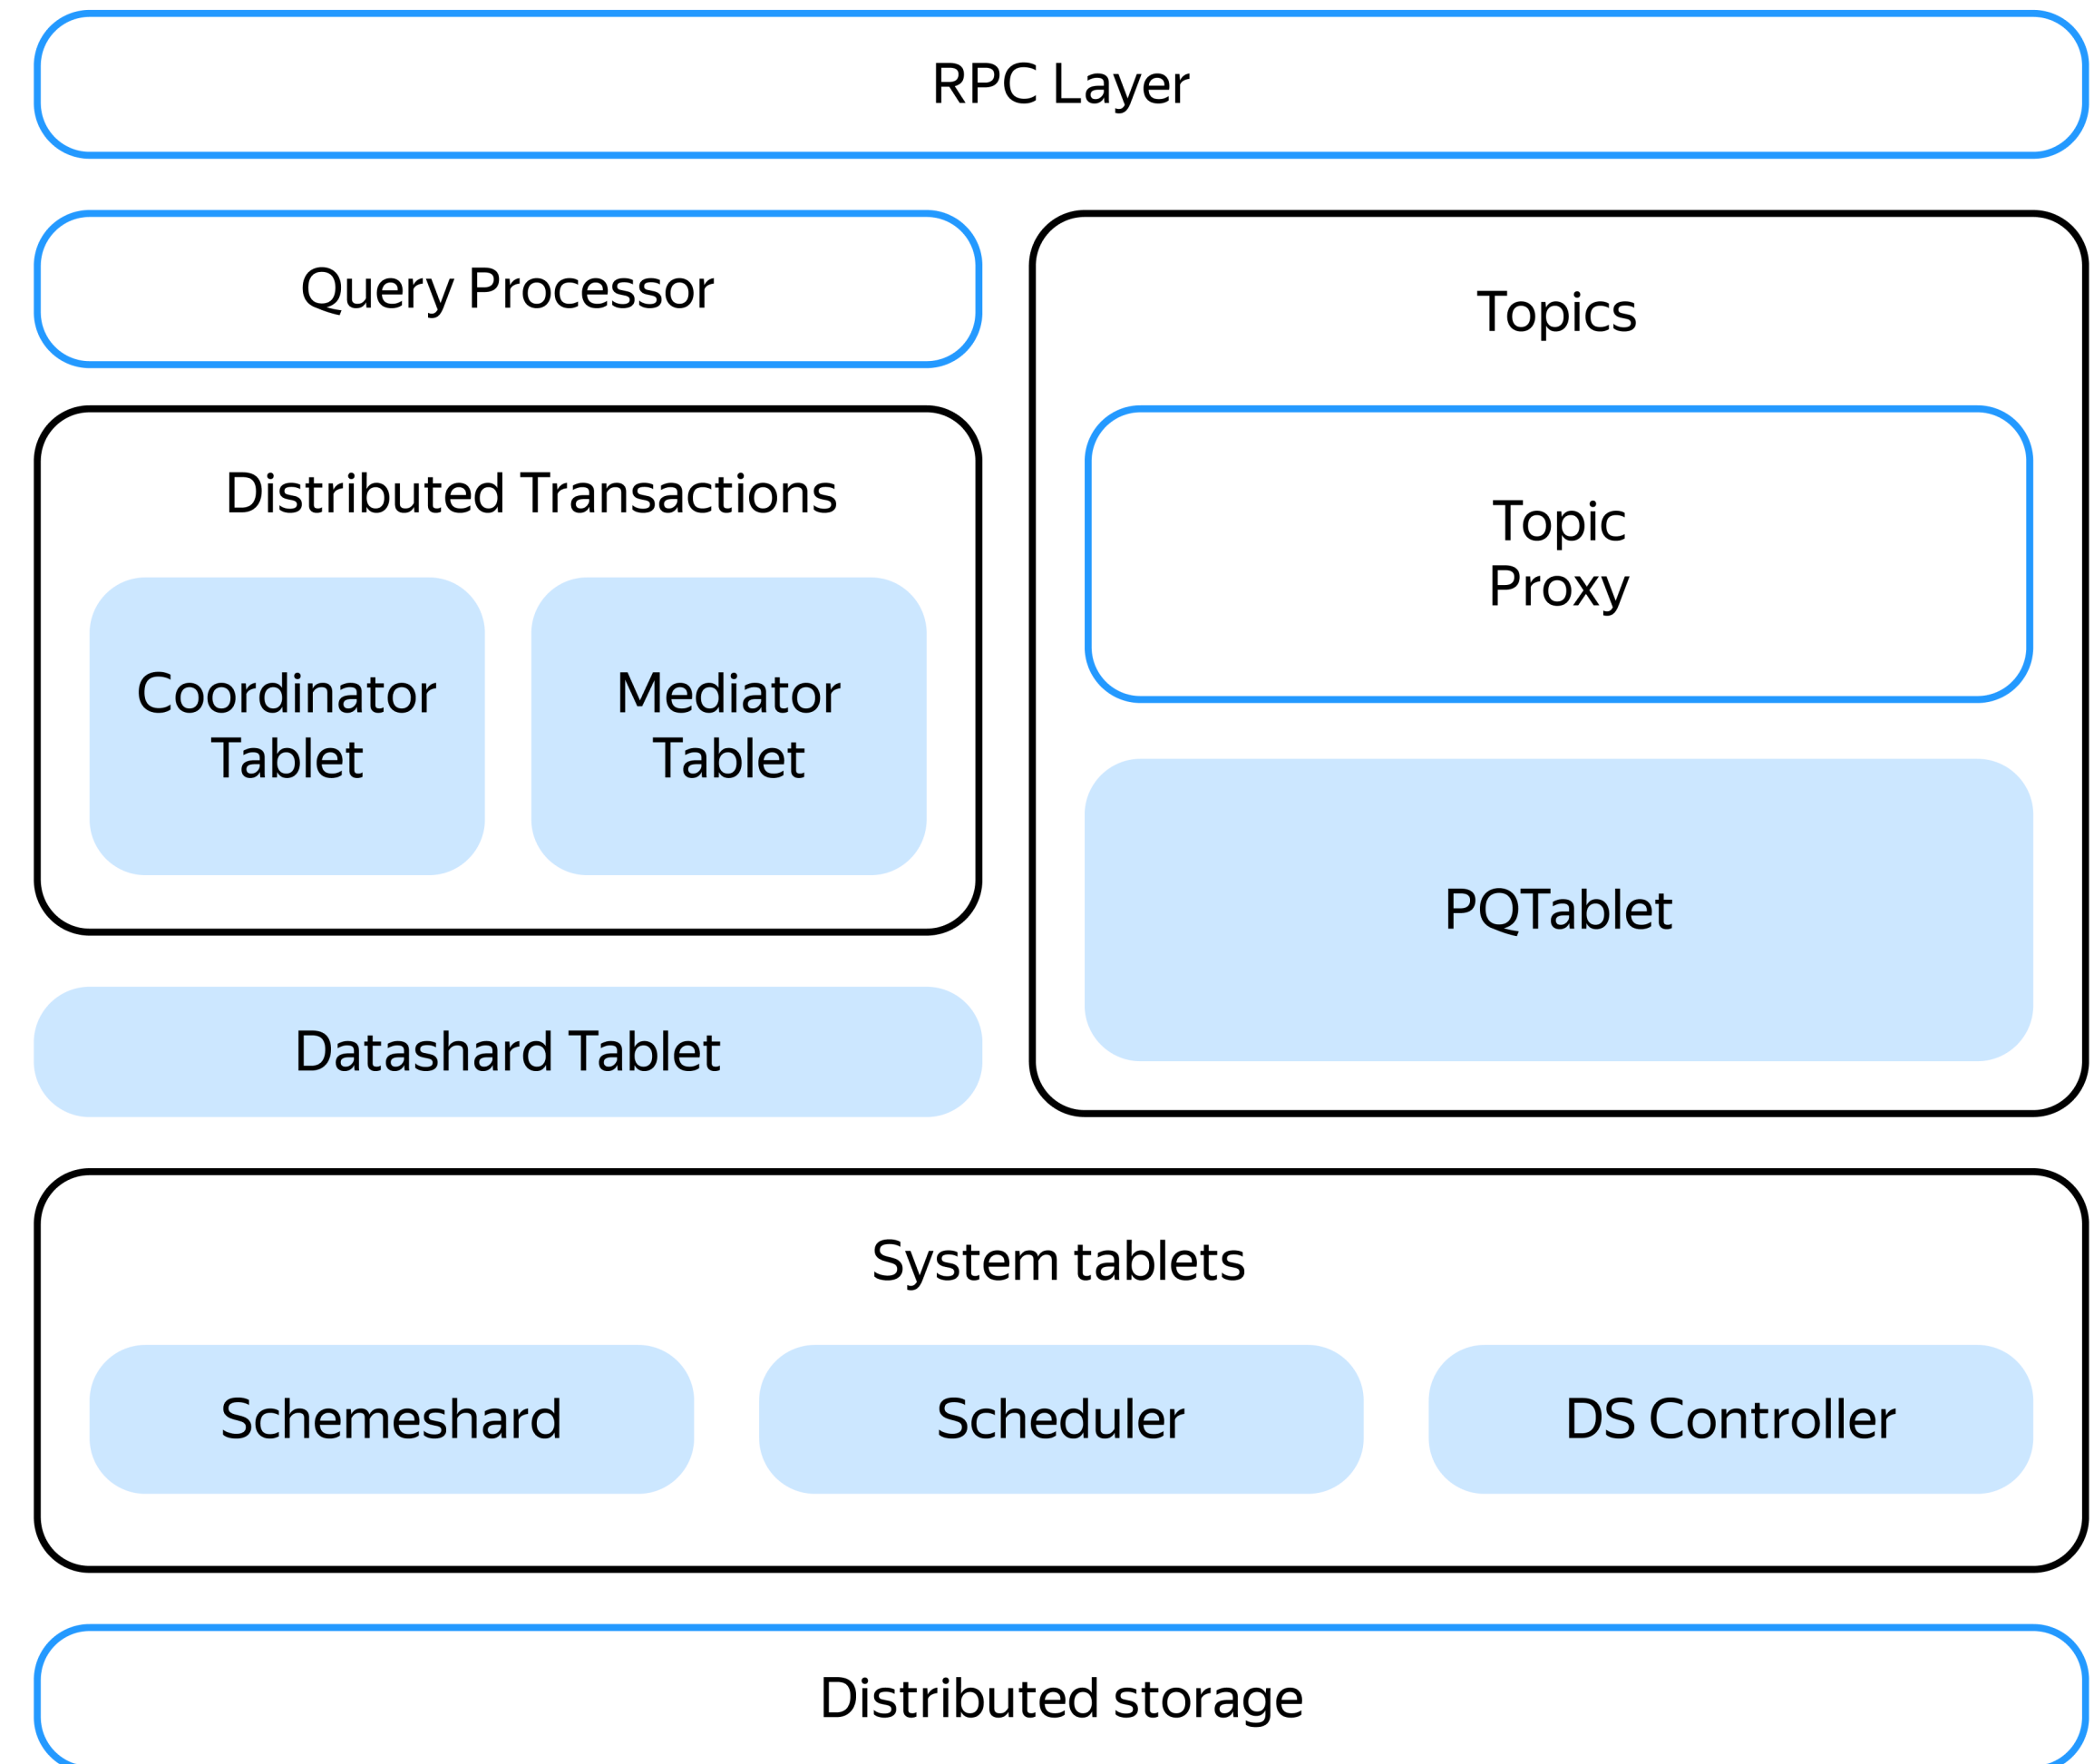 RPC Layer
Query Processor
Distributed Transactions
Coordinator
Tablet
Mediator
Tablet
Datashard Tablet
Topics
Topic
Proxy
PQTablet
System tablets
Schemeshard
Scheduler
DS Controller
Distributed storage